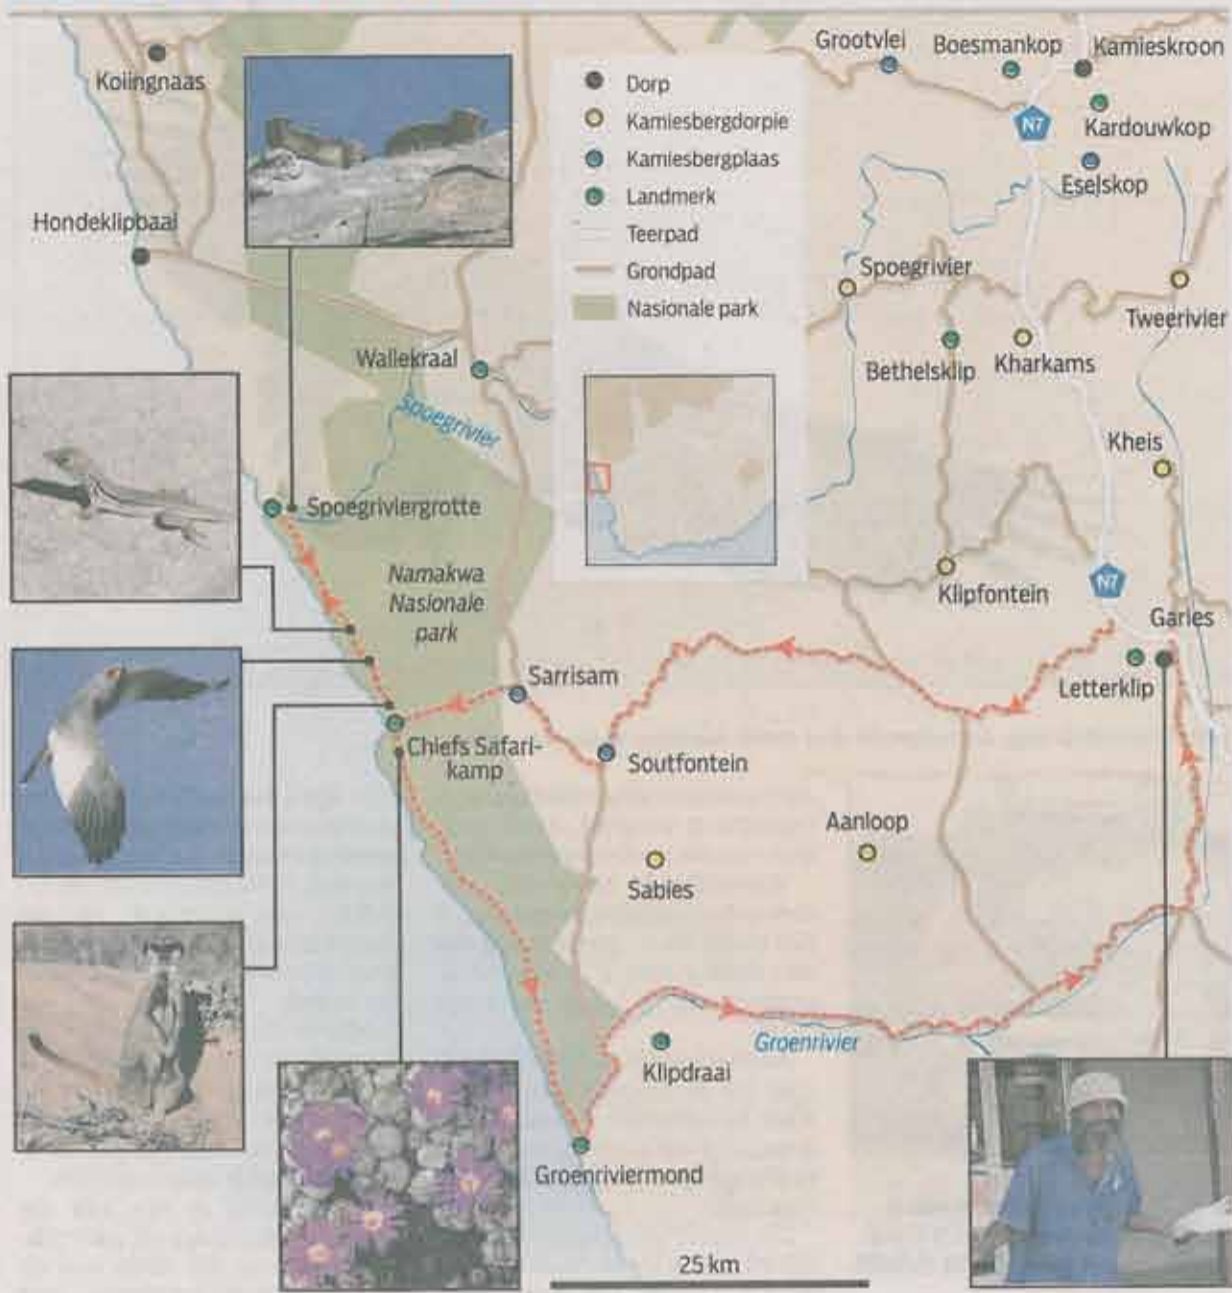 Koiingnaas
Hondeklipbaai
Wallekraal
Spoegrivier
Spoegriviergrotte
Namakwa
Nasionale
park
Sarrisam
Chiefs Safari-
kamp
Soutfontein
Sabies
Aanloop
Klipdraai
Groenrivier
Groenriviermond
25 km
Dorp
Kamiesbergdorpie
Kamiesbergplaas
Landmerk
Teerpad
Grondpad
Nasionale park
Grootvlei
Boesmankop
Kamieskroon
N7
Kardouwkop
Eselskop
Spoegrivier
Tweerivier
Bethelsklip
Kharkams
Kheis
Klipfontein
N7
Garies
Letterklip